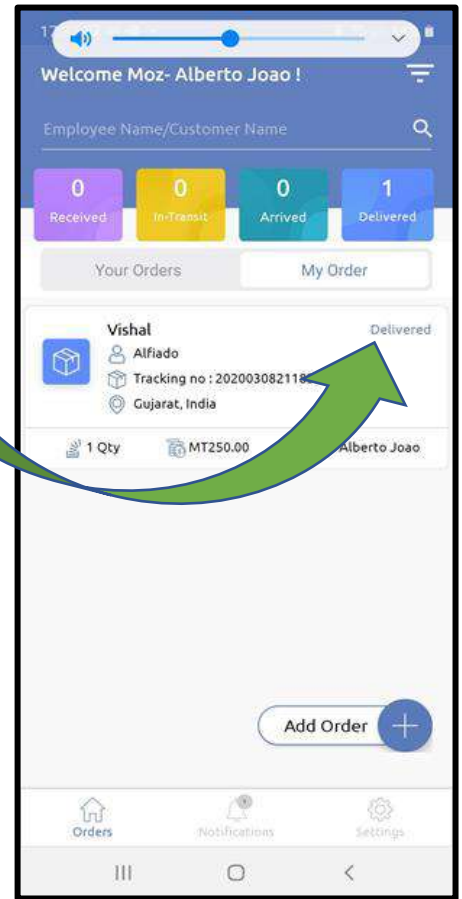 Welcome Moz- Alberto Joao !
Employee Name/Customer Name
0 0 0 1
Received In-Transit Arrived Delivered
Your Orders My Order
Vishal Delivered
Alfiado
Tracking no :
Gujarat, India
1 Qty MT250.00 Alberto Joao
Add Order
Orders Notifications Settings